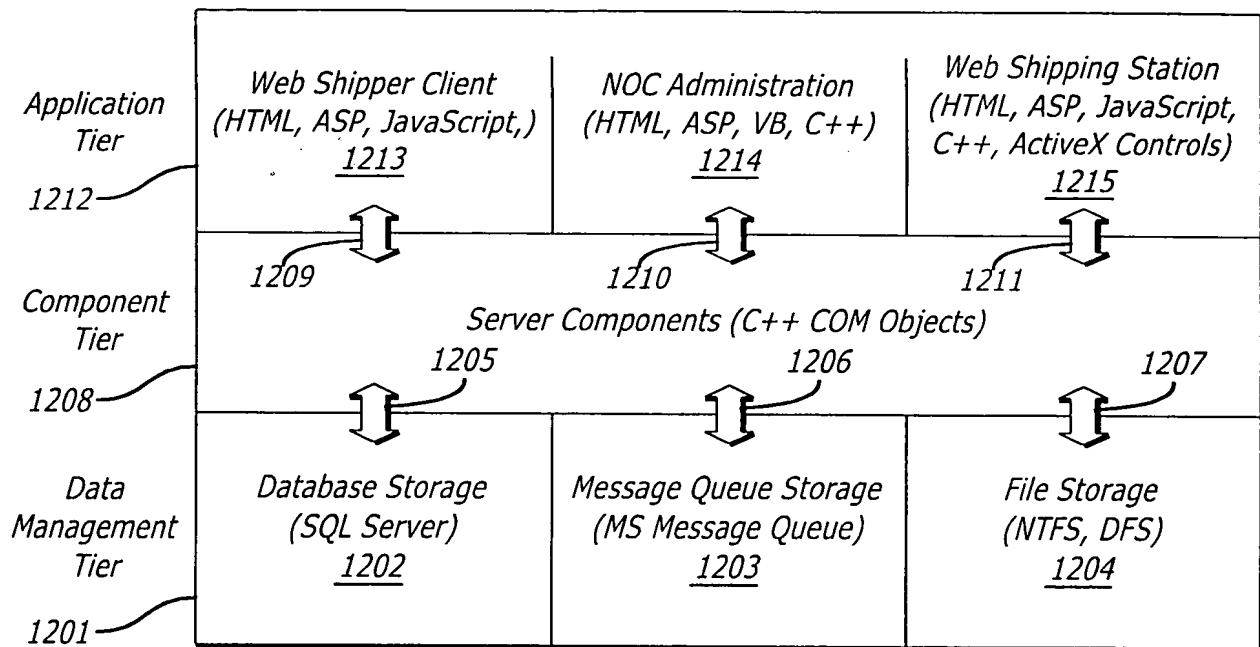 Application
Tier
1212
Web Shipper Client
(HTML, ASP, JavaScript,)
1213
NOC Administration
(HTML, ASP, VB, C++)
1214
Web Shipping Station
(HTML, ASP, JavaScript,
C++, ActiveX Controls)
1215
1209
1210
1211
Component
Tier
1208
Server Components (C++ COM Objects)
1205
1206
1207
Data
Management
Tier
1201
Database Storage
(SQL Server)
1202
Message Queue Storage
(MS Message Queue)
1203
File Storage
(NTFS, DFS)
1204